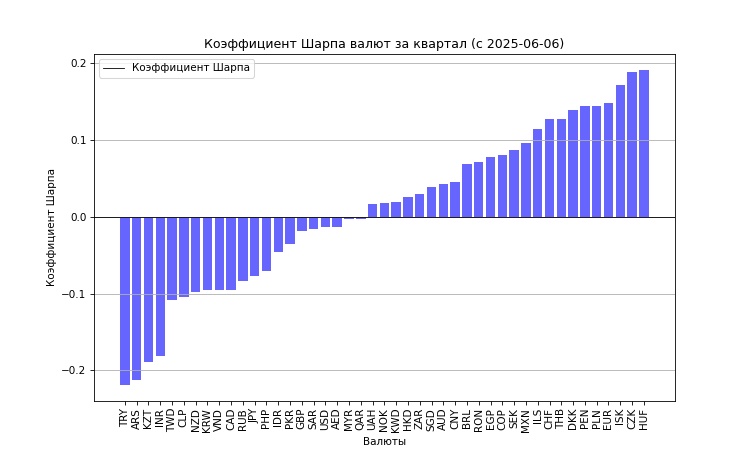 Коэффициент Шарпа валют за квартал (с 2025-06-06)
Коэффициент Шарпа
Коэффициент Шарпа
0.2
0.1
0.0
−0.1
−0.2
TRY
ARS
KZT
INR
TWD
CLP
NZD
KRW
VND
CAD
RUB
JPY
PHP
IDR
PKR
GBP
SAR
USD
AED
MYR
QAR
UAH
NOK
KWD
HKD
ZAR
SGD
AUD
CNY
BRL
RON
EGP
COP
SEK
MXN
ILS
CHF
THB
DKK
PEN
PLN
EUR
ISK
CZK
HUF
Валюты